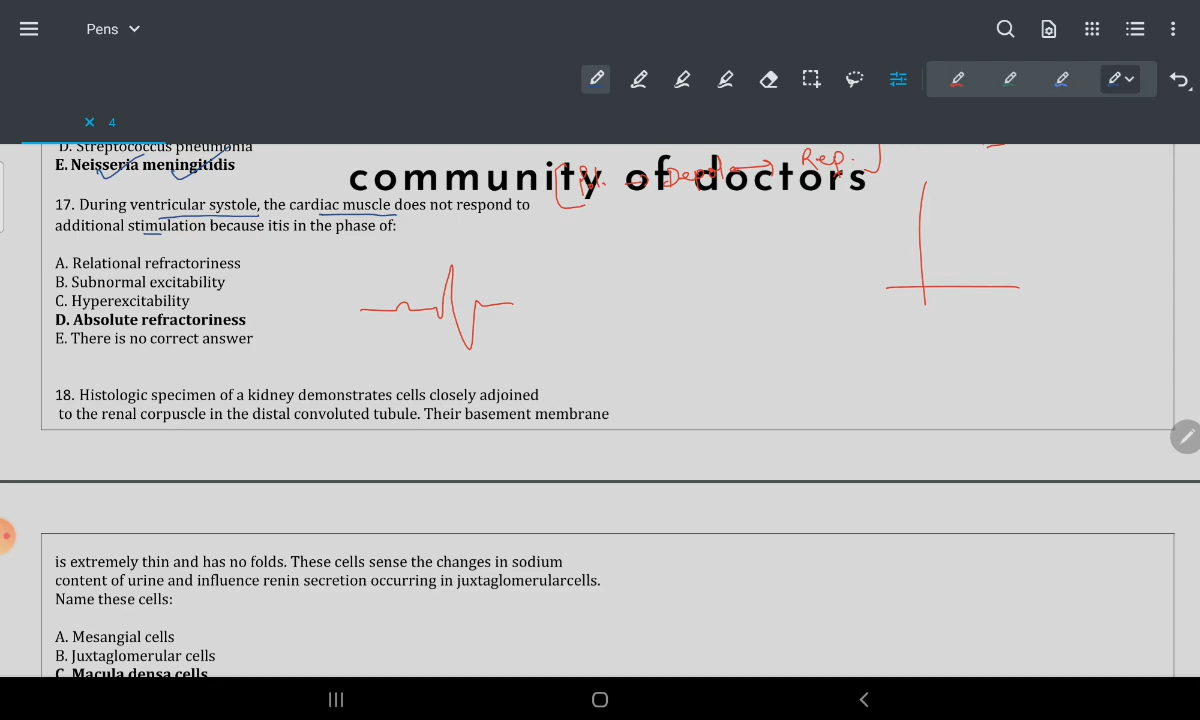 Pens
4
D. Streptococcus pneumonia
E. Neisseria meningitidis
community of doctors
Depol
Rep.
17. During ventricular systole, the cardiac muscle does not respond to
additional stimulation because itis in the phase of:
A. Relational refractoriness
B. Subnormal excitability
C. Hyperexcitability
D. Absolute refractoriness
E. There is no correct answer
18. Histologic specimen of a kidney demonstrates cells closely adjoined
to the renal corpuscle in the distal convoluted tubule. Their basement membrane
is extremely thin and has no folds. These cells sense the changes in sodium
content of urine and influence renin secretion occurring in juxtaglomerularcells.
Name these cells:
A. Mesangial cells
B. Juxtaglomerular cells
C. Macula densa cells